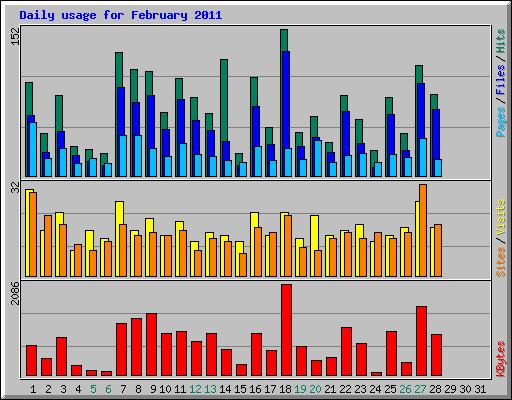 Daily usage for February 2011
152
Pages / Files / Hits
32
Sites / Visits
2086
KBytes
1 2 3 4 5 6 7 8 9 10 11 12 13 14 15 16 17 18 19 20 21 22 23 24 25 26 27 28 29 30 31